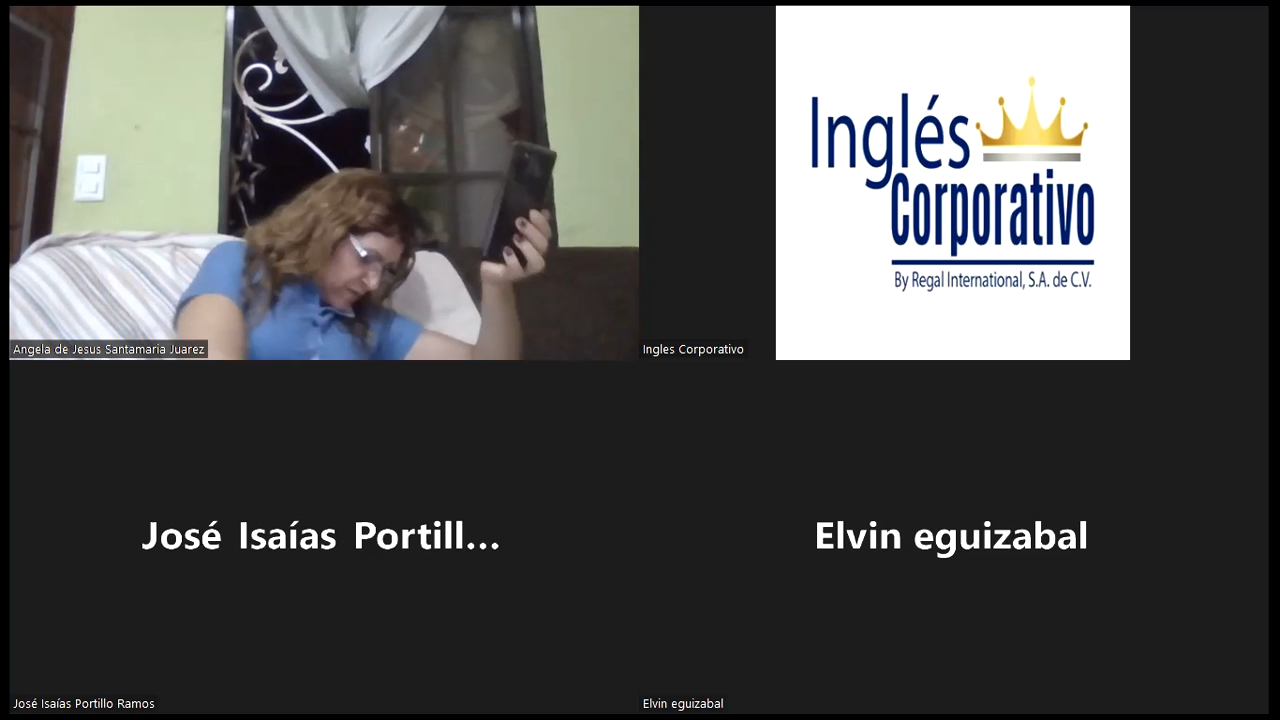 Inglés
Corporativo
By Regal International, S.A. de C.V.
Angela de Jesus Santamaria Juarez
Ingles Corporativo
José Isaías Portill...
Elvin eguizabal
José Isaías Portillo Ramos
Elvin eguizabal